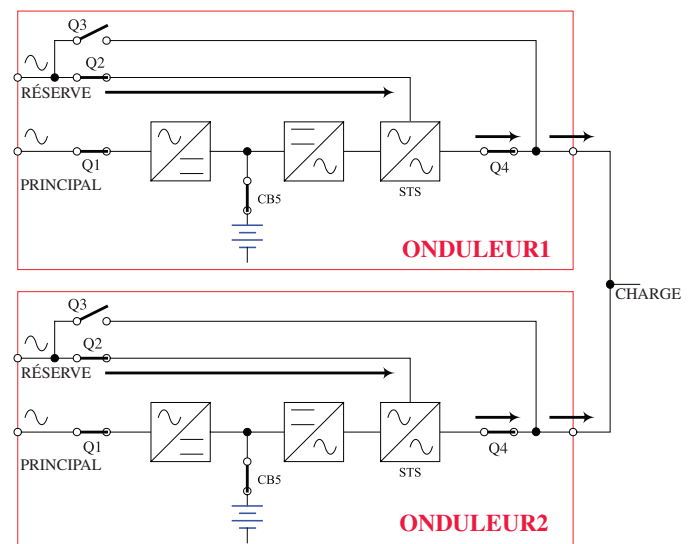 Q3
Q2
RÉSERVE
Q1
PRINCIPAL
CB5
STS
Q4
ONDULEUR1
CHARGE
Q3
Q2
RÉSERVE
Q1
PRINCIPAL
CB5
STS
Q4
ONDULEUR2